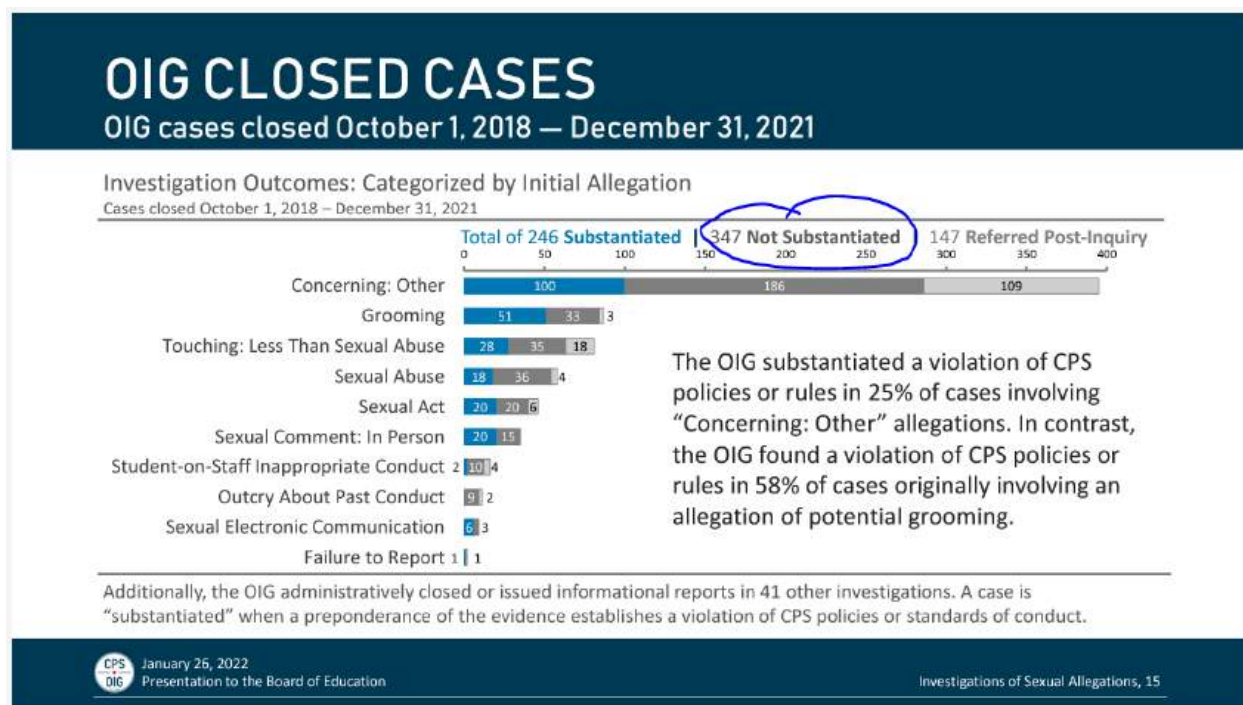 OIG CLOSED CASES
OIG cases closed October 1, 2018 — December 31, 2021
Investigation Outcomes: Categorized by Initial Allegation
Cases closed October 1, 2018 – December 31, 2021
Total of 246 Substantiated | 347 Not Substantiated | 147 Referred Post-Inquiry
0 50 100 150 200 250 300 350 400
Concerning: Other 100 186 109
Grooming 51 33 3
Touching: Less Than Sexual Abuse 28 35 18
Sexual Abuse 18 36 4
Sexual Act 20 20 6
Sexual Comment: In Person 20 15
Student-on-Staff Inappropriate Conduct 2 10 4
Outcry About Past Conduct 9 2
Sexual Electronic Communication 6 3
Failure to Report 1 1
The OIG substantiated a violation of CPS
policies or rules in 25% of cases involving
“Concerning: Other” allegations. In contrast,
the OIG found a violation of CPS policies or
rules in 58% of cases originally involving an
allegation of potential grooming.
Additionally, the OIG administratively closed or issued informational reports in 41 other investigations. A case is
“substantiated” when a preponderance of the evidence establishes a violation of CPS policies or standards of conduct.
CPS
OIG
January 26, 2022
Presentation to the Board of Education
Investigations of Sexual Allegations, 15